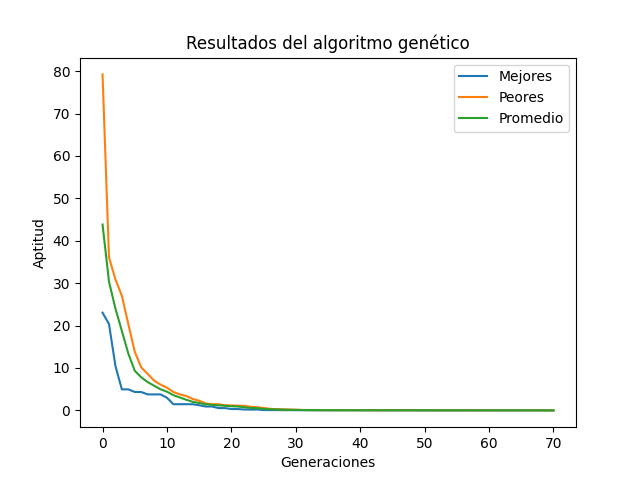 Resultados del algoritmo genético
Mejores
Peores
Promedio
Aptitud
80
70
60
50
40
30
20
10
0
0 10 20 30 40 50 60 70
Generaciones